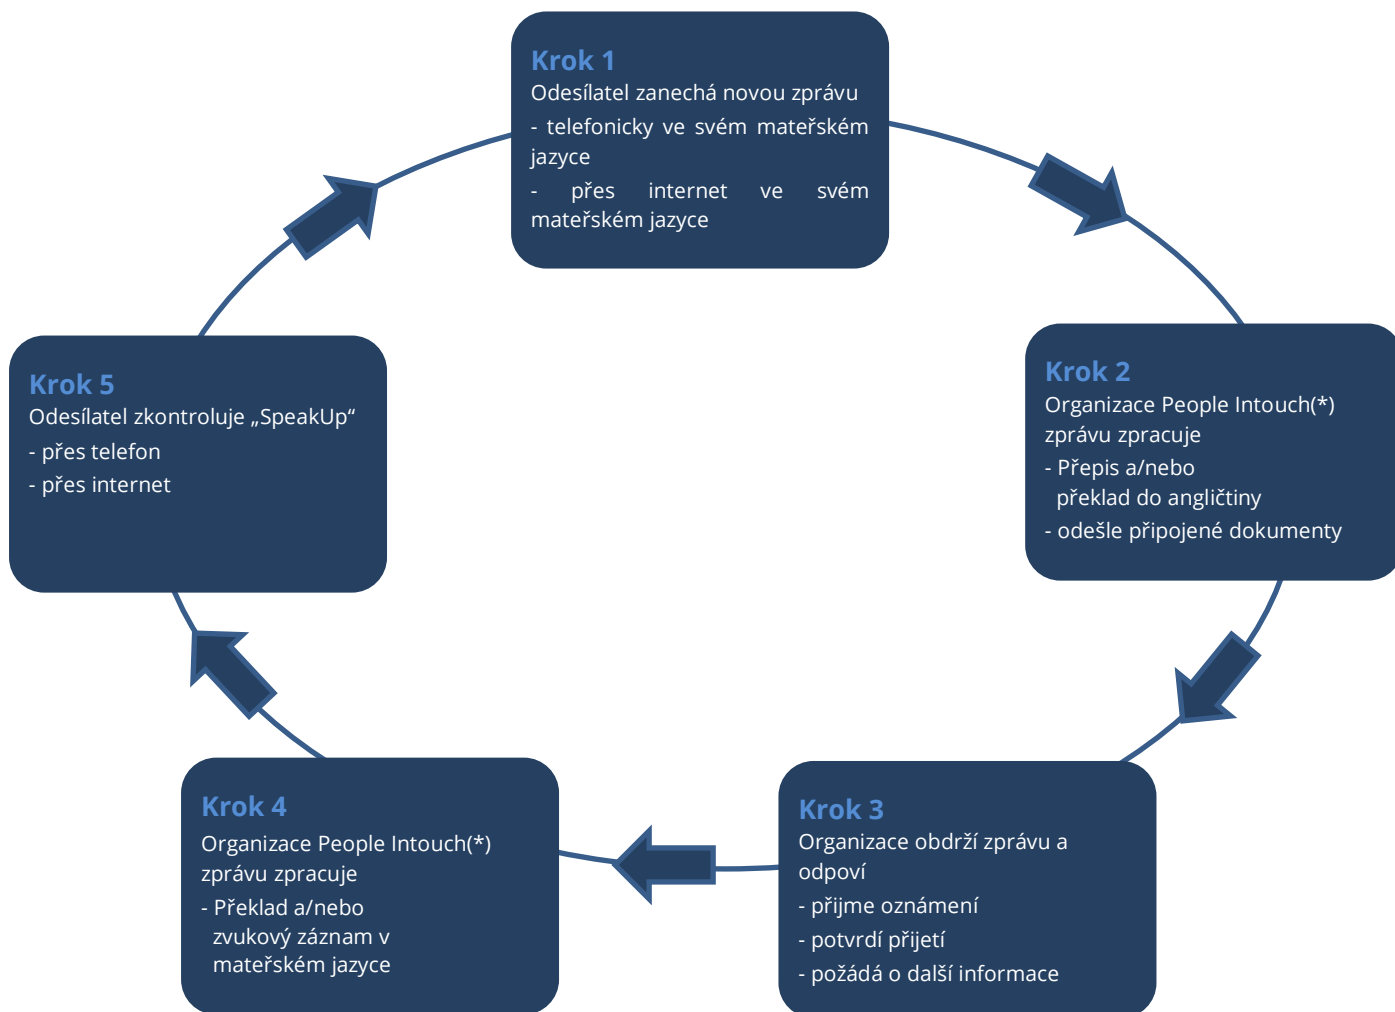 Krok 1
Odesílatel zanechá novou zprávu
- telefonicky ve svém mateřském
jazyce
- přes internet ve svém
mateřském jazyce
Krok 2
Organizace People Intouch(*)
zprávu zpracuje
- Přepis a/nebo
překlad do angličtiny
- odešle připojené dokumenty
Krok 3
Organizace obdrží zprávu a
odpoví
- přijme oznámení
- potvrdí přijetí
- požádá o další informace
Krok 4
Organizace People Intouch(*)
zprávu zpracuje
- Překlad a/nebo
zvukový záznam v
mateřském jazyce
Krok 5
Odesílatel zkontroluje „SpeakUp“
- přes telefon
- přes internet